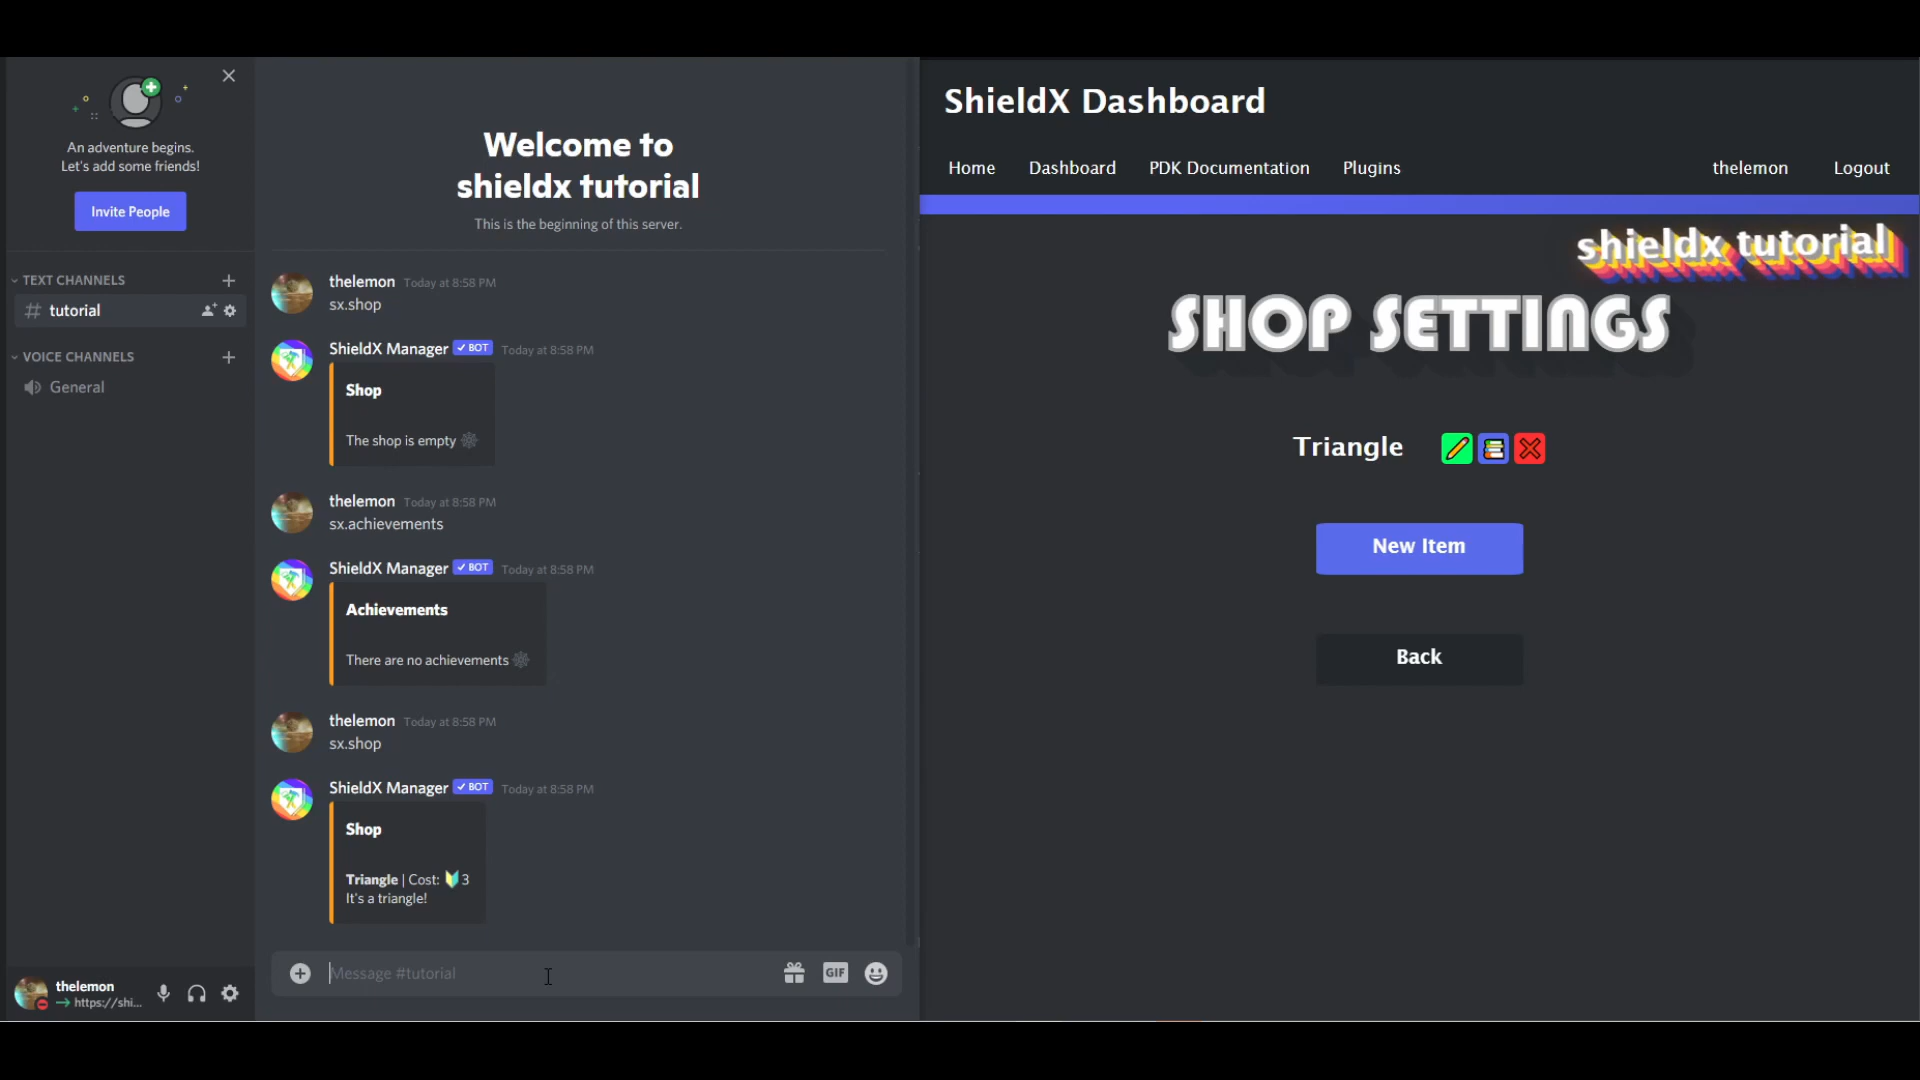 An adventure begins.
Let's add some friends!
Invite People
TEXT CHANNELS
tutorial
VOICE CHANNELS
General
thelemon
https://shi...
Welcome to
shieldx tutorial
This is the beginning of this server.
thelemon Today at 8:58 PM
sx.shop
ShieldX Manager ✓ BOT Today at 8:58 PM
Shop
The shop is empty
thelemon Today at 8:58 PM
sx.achievements
ShieldX Manager ✓ BOT Today at 8:58 PM
Achievements
There are no achievements
thelemon Today at 8:58 PM
sx.shop
ShieldX Manager ✓ BOT Today at 8:58 PM
Shop
Triangle | Cost: 🔰3
It's a triangle!
Message #tutorial
GIF
ShieldX Dashboard
Home Dashboard PDK Documentation Plugins thelemon Logout
shieldx tutorial
SHOP SETTINGS
Triangle
New Item
Back